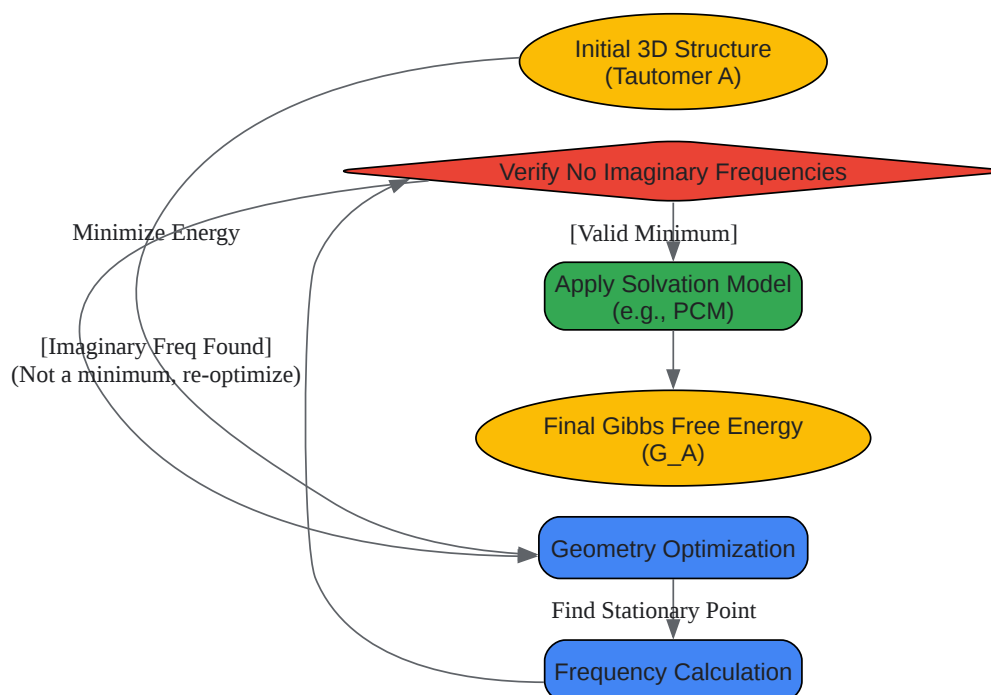 Initial 3D Structure
(Tautomer A)
Verify No Imaginary Frequencies
Minimize Energy
[Valid Minimum]
Apply Solvation Model
(e.g., PCM)
[Imaginary Freq Found]
(Not a minimum, re-optimize)
Final Gibbs Free Energy
(G_A)
Geometry Optimization
Find Stationary Point
Frequency Calculation